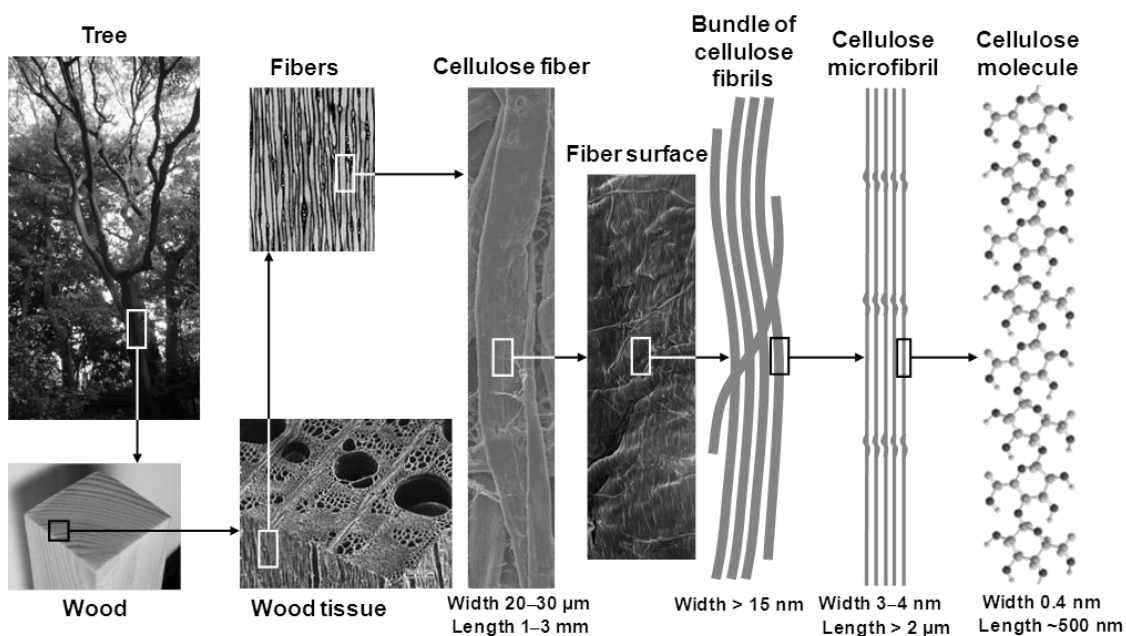 Tree
Wood
Wood tissue
Fibers
Cellulose fiber
Width 20–30 μm
Length 1–3 mm
Fiber surface
Bundle of
cellulose
fibrils
Width > 15 nm
Cellulose
microfibril
Width 3–4 nm
Length > 2 μm
Cellulose
molecule
Width 0.4 nm
Length ~500 nm